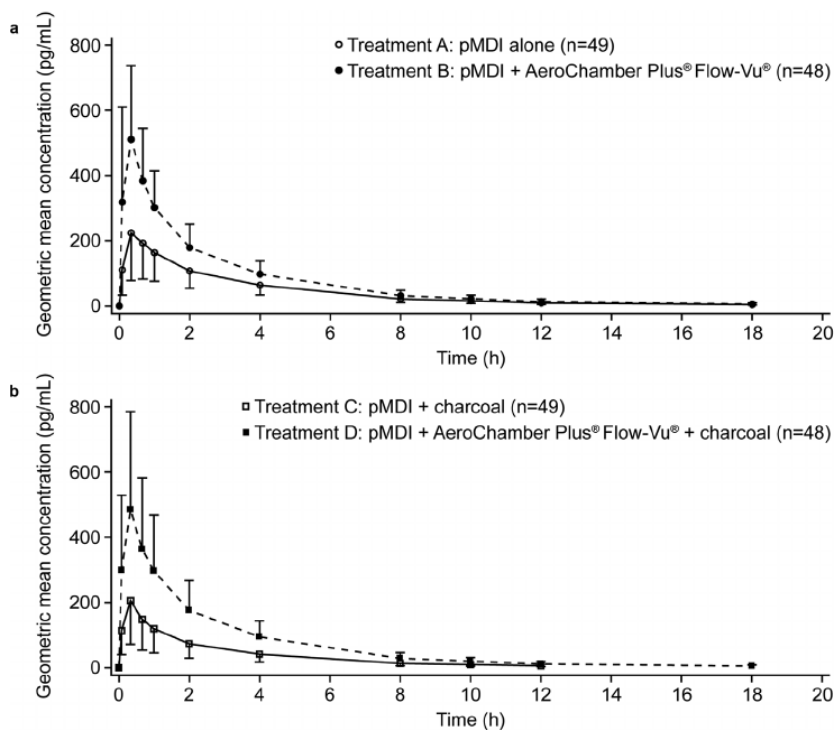 a
Geometric mean concentration (pg/mL)
800
600
400
200
0
Treatment A: pMDI alone (n=49)
Treatment B: pMDI + AeroChamber Plus® Flow-Vu® (n=48)
0 2 4 6 8 10 12 14 16 18 20
Time (h)
b
Geometric mean concentration (pg/mL)
800
600
400
200
0
Treatment C: pMDI + charcoal (n=49)
Treatment D: pMDI + AeroChamber Plus® Flow-Vu® + charcoal (n=48)
0 2 4 6 8 10 12 14 16 18 20
Time (h)